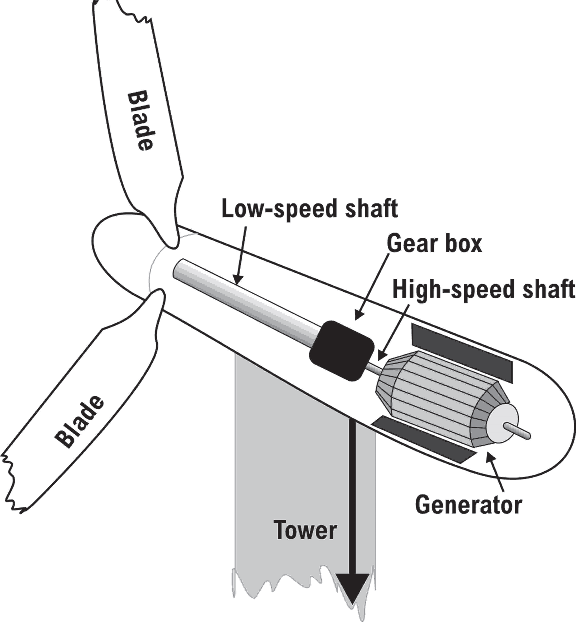 Blade
Low-speed shaft
Gear box
High-speed shaft
Blade
Generator
Tower